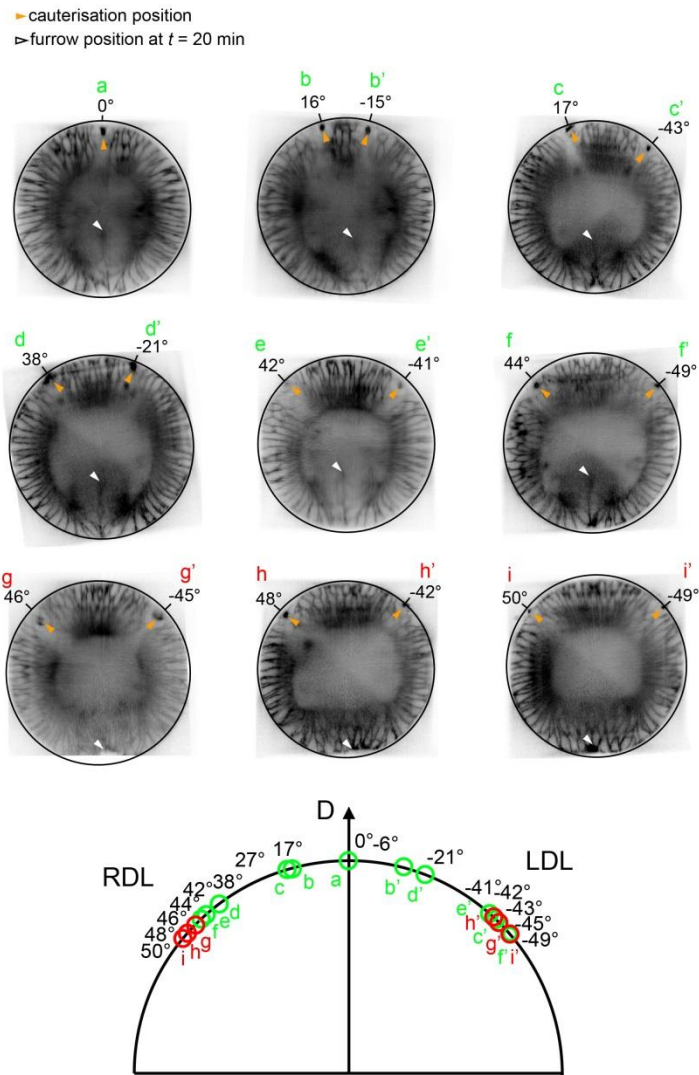 cauterisation position
furrow position at t = 20 min
a
0°
b b’
16° -15°
c c’
17° -43°
d d’
38° -21°
e e’
42° -41°
f f’
44° -49°
g g’
46° -45°
h h’
48° -42°
i i’
50° -49°
D
RDL LDL
50° 48° 46° 44° 42° 38° 27° 17° 0° -6° -21° -41° -42° -43° -45° -49°
i h g f e d c b a b’ d’ e’ h’ c’ g’ f’ i’